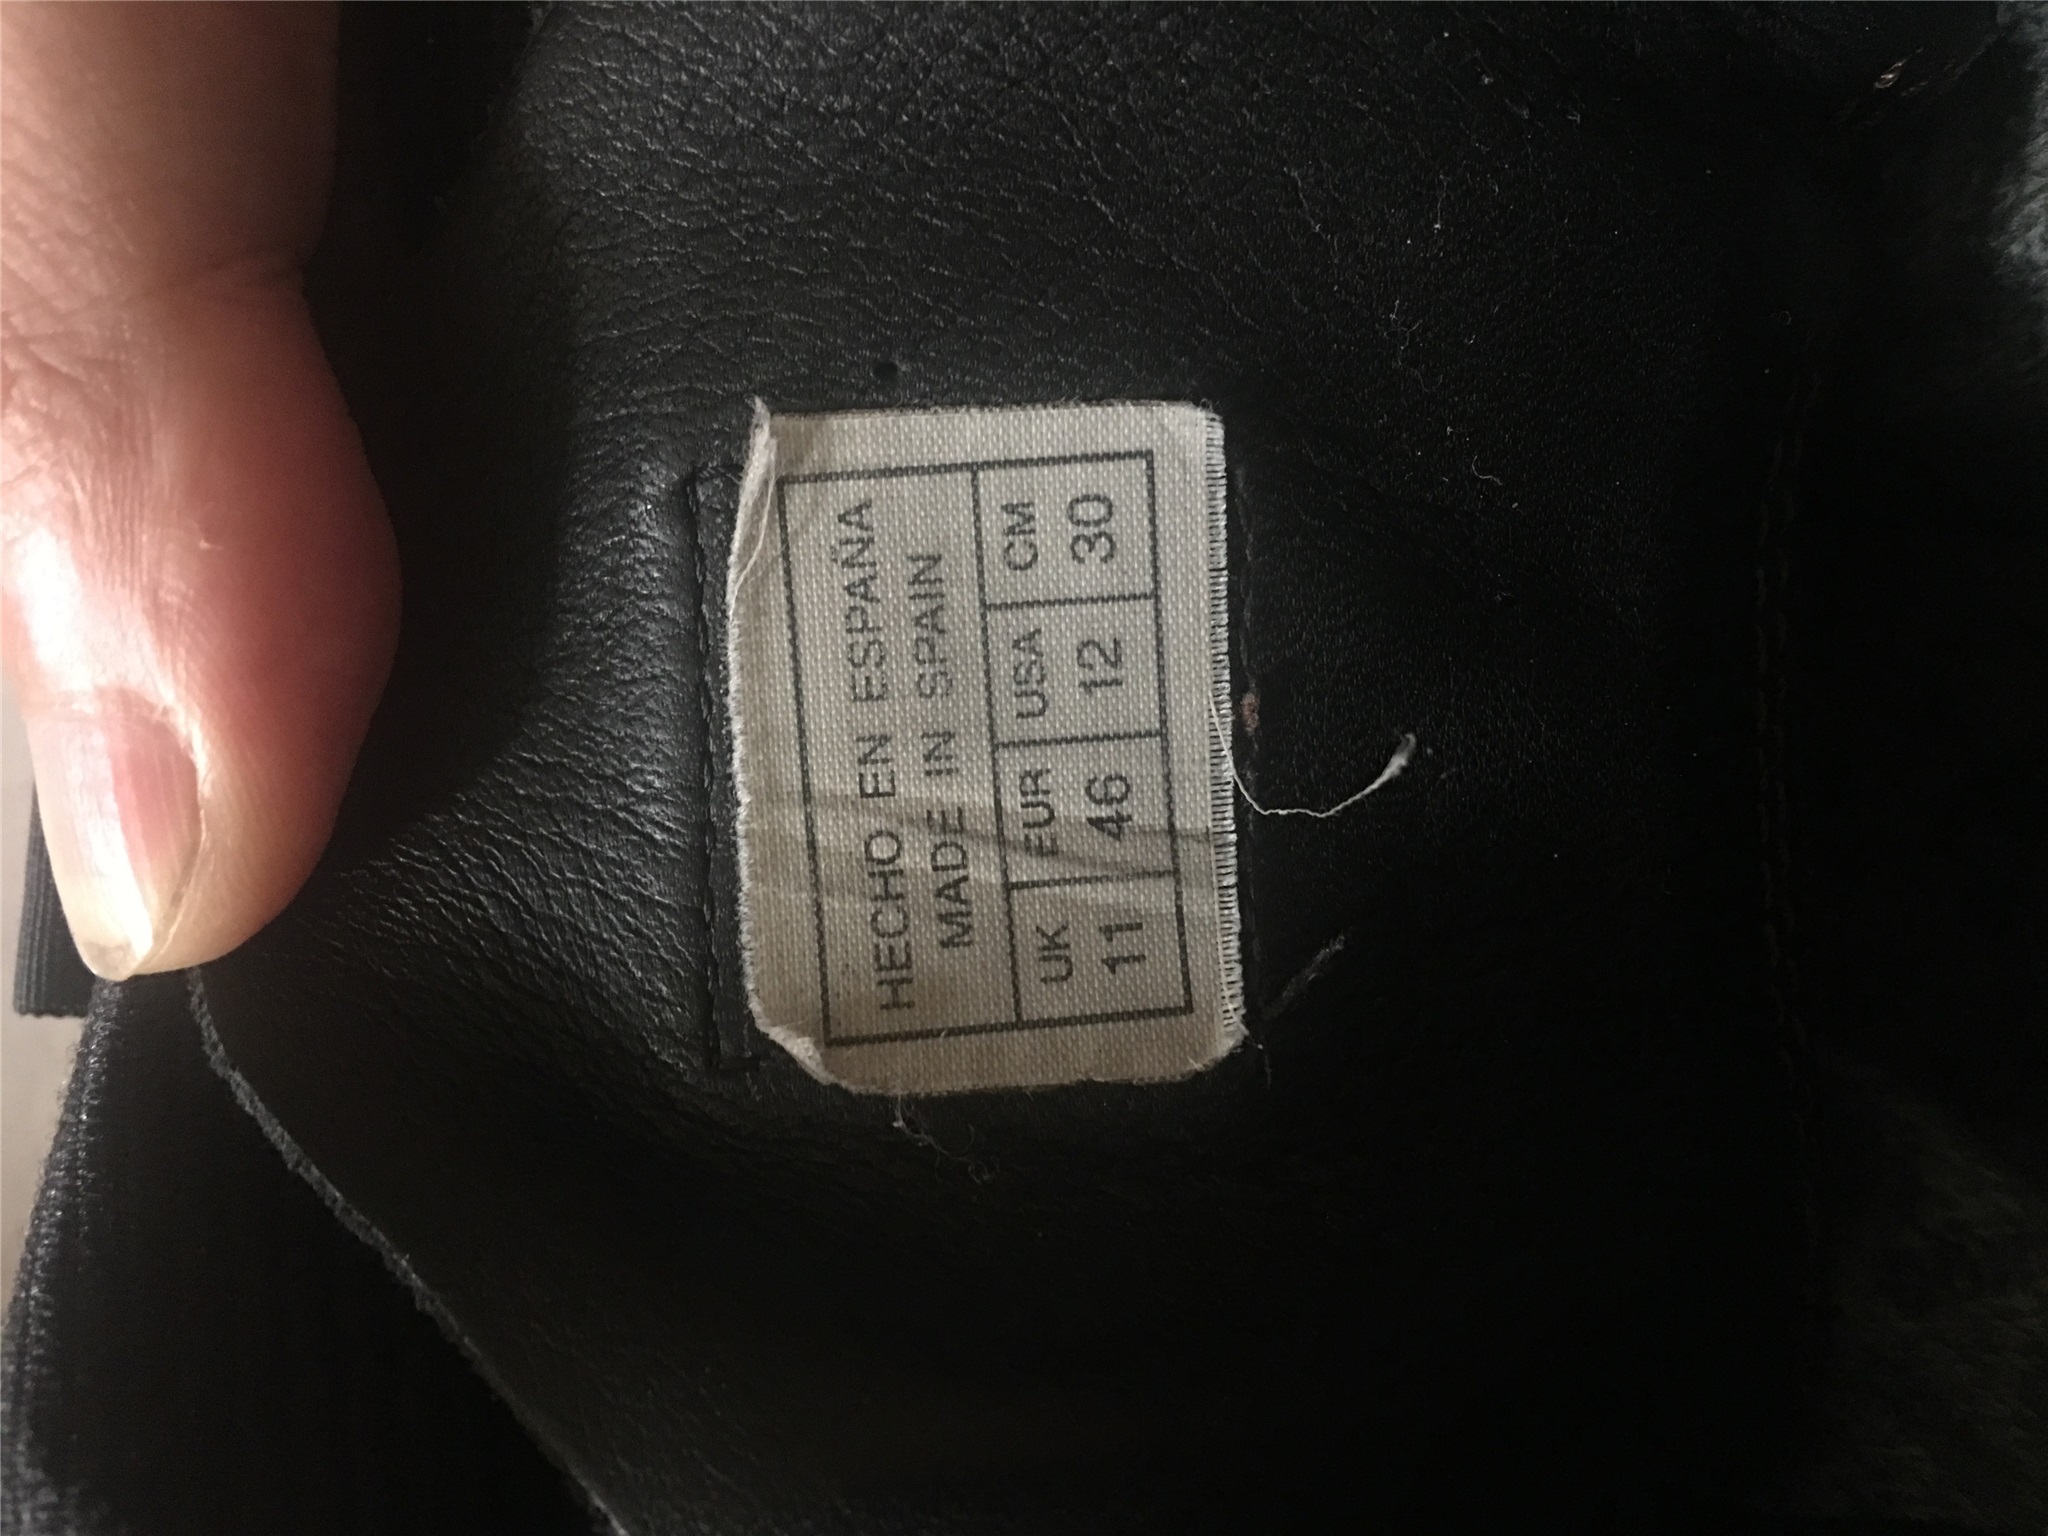 HECHO EN ESPAÑA
MADE IN SPAIN
UK EUR USA CM
11 46 12 30